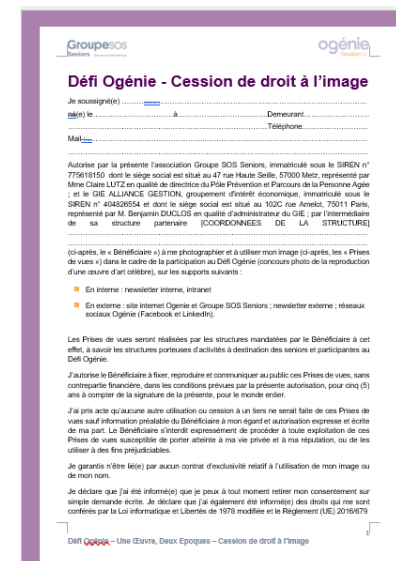 GroupeSOS
Seniors
ogénie
Défi Ogénie - Cession de droit à l'image
Je soussigné(e) ………………………………………………………………………………
né(e) le……………………………à………………………………Demeurant……………………
………………………………………………………………………Téléphone……………………
Mail :…………………………………………………………………………………………
………………………………………………………………………………………………
Autorise par la présente l'association Groupe SOS Seniors, immatriculé sous le SIREN n°
775618150 dont le siège social est situé au 47 rue Haute Seille, 57000 Metz, représenté par
Mme Claire LUTZ en qualité de directrice du Pôle Prévention et Parcours de la Personne Agée
; et le GIE ALLIANCE GESTION, groupement d'intérêt économique, immatriculé sous le
SIREN n° 404826554 et dont le siège social est situé au 102C rue Amelot, 75011 Paris,
représenté par M. Benjamin DUCLOS en qualité d'administrateur du GIE ; par l'intermédiaire
de sa structure partenaire [COORDONNEES DE LA STRUCTURE]
………………………………………………………………………………………………
………………………………………………………………………………………………
(ci-après, le « Bénéficiaire ») à me photographier et à utiliser mon image (ci-après, les « Prises
de vues ») dans le cadre de la participation au Défi Ogénie (concours photo de la reproduction
d'une œuvre d'art célèbre), sur les supports suivants :
En interne : newsletter interne, intranet
En externe : site internet Ogenie et Groupe SOS Seniors ; newsletter externe ; réseaux
sociaux Ogénie (Facebook et LinkedIn).
Les Prises de vues seront réalisées par les structures mandatées par le Bénéficiaire à cet
effet, à savoir les structures porteuses d'activités à destination des seniors et participantes au
Défi Ogénie.
J'autorise le Bénéficiaire à fixer, reproduire et communiquer au public ces Prises de vues, sans
contrepartie financière, dans les conditions prévues par la présente autorisation, pour cinq (5)
ans à compter de la signature de la présente, pour le monde entier.
J'ai pris acte qu'aucune autre utilisation ou cession à un tiers ne serait faite de ces Prises de
vues sauf information préalable du Bénéficiaire à mon égard et autorisation expresse et écrite
de ma part. Le Bénéficiaire s'interdit expressément de procéder à toute exploitation de ces
Prises de vues susceptible de porter atteinte à ma vie privée et à ma réputation, ou de les
utiliser à des fins préjudiciables.
Je garantis n'être lié(e) par aucun contrat d'exclusivité relatif à l'utilisation de mon image ou
de mon nom.
Je déclare que j'ai été informé(e) que je peux à tout moment retirer mon consentement sur
simple demande écrite. Je déclare que j'ai également été informé(e) des droits qui me sont
conférés par la Loi informatique et Libertés de 1978 modifiée et le Règlement (UE) 2016/679
1
Défi Ogénie – Une Œuvre, Deux Epoques – Cession de droit à l'image